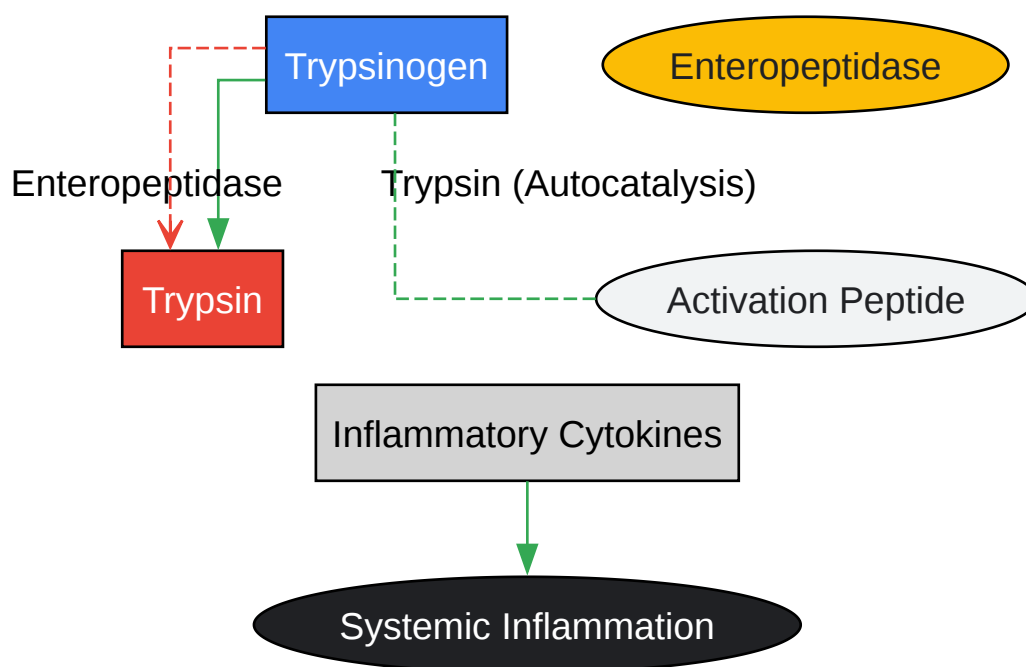 Trypsinogen
Enteropeptidase
Enteropeptidase
Trypsin (Autocatalysis)
Trypsin
Activation Peptide
Inflammatory Cytokines
Systemic Inflammation